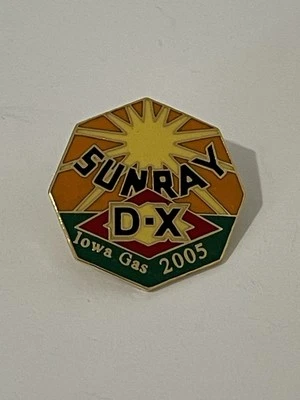 SUNRAY
D-X
Iowa Gas 2005